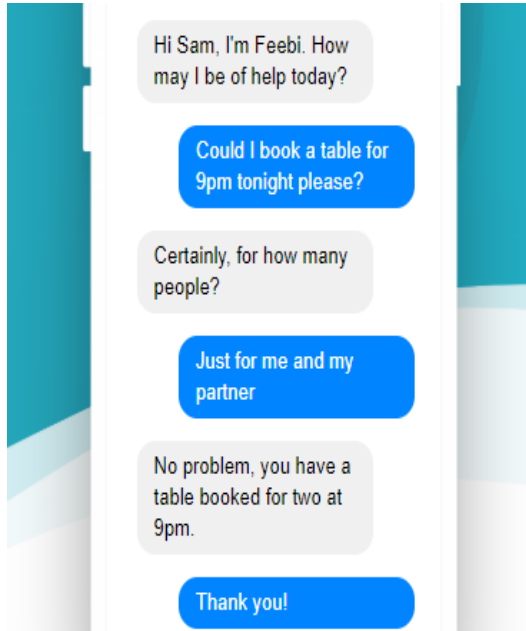 Hi Sam, I'm Feebi. How
may I be of help today?
Could I book a table for
9pm tonight please?
Certainly, for how many
people?
Just for me and my
partner
No problem, you have a
table booked for two at
9pm.
Thank you!